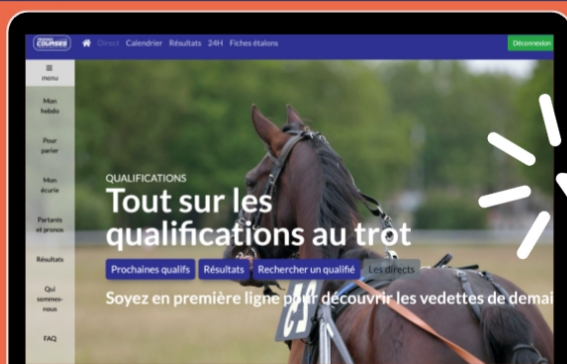 COURSES
Direct Calendrier Résultats 24H Fiches étalons
Déconnexion
menu
Mon
hebdo
Pour
parier
Mon
écurie
Partants
et pronos
Résultats
Qui
sommes-
nous
FAQ
QUALIFICATIONS
Tout sur les
qualifications au trot
Prochaines qualifs Résultats Rechercher un qualifié Les directs
Soyez en première ligne pour découvrir les vedettes de demai